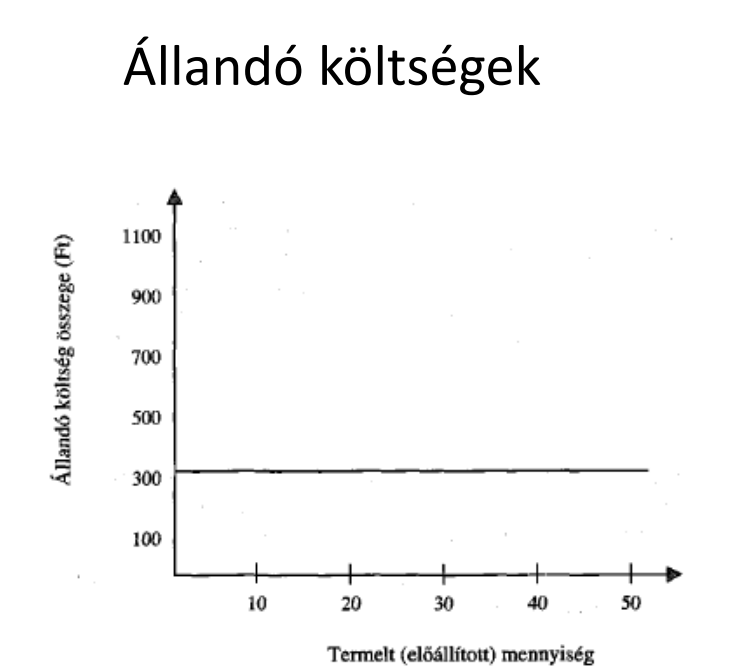 Állandó költségek
Állandó költség összege (Ft)
1100
900
700
500
300
100
10 20 30 40 50
Termelt (előállított) mennyiség